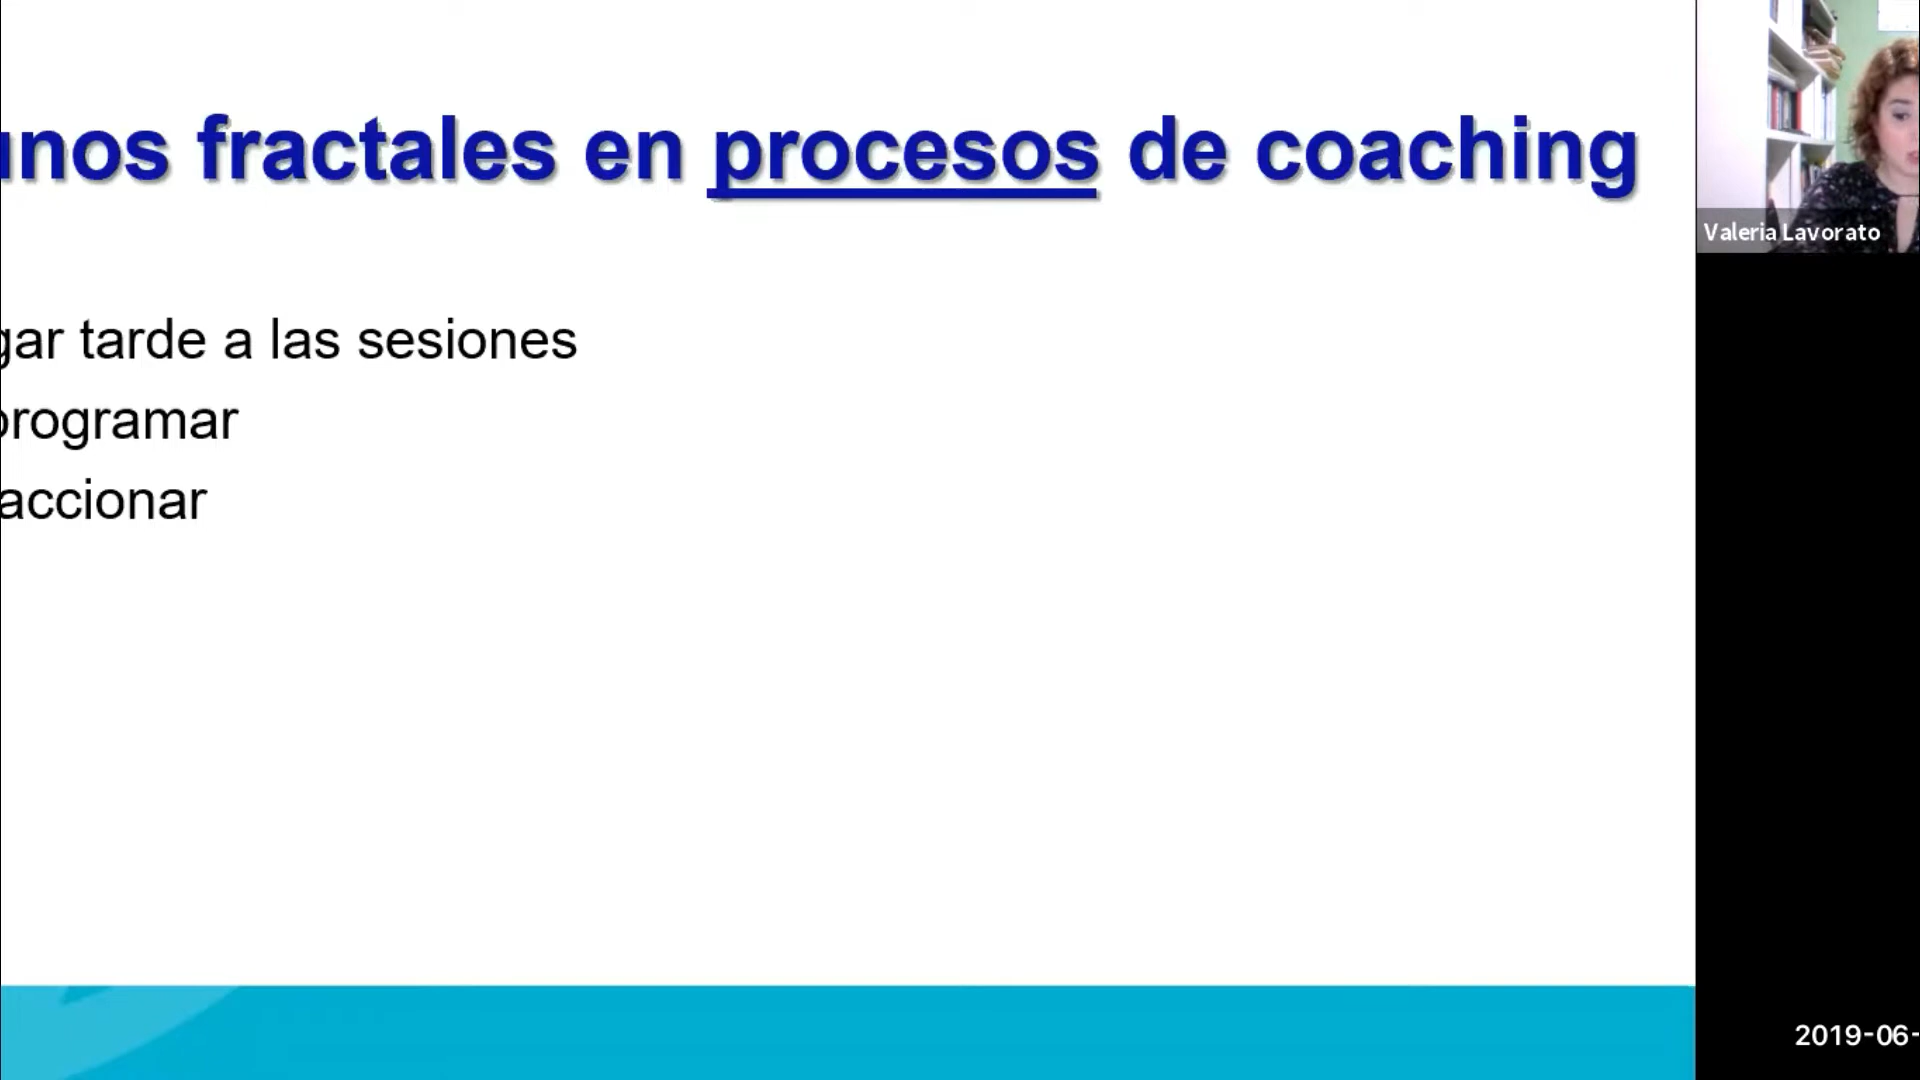 unos fractales en procesos de coaching
gar tarde a las sesiones
programar
accionar
Valeria Lavorato
2019-06-